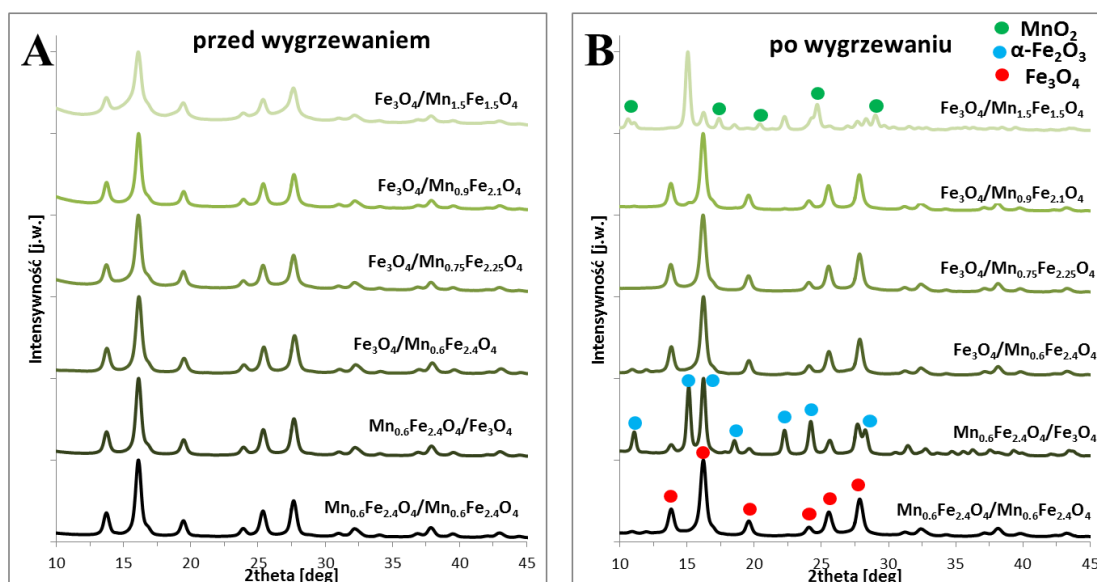 A
przed wygrzewaniem
Fe₃O₄/Mn₁.₅Fe₁.₅O₄
Fe₃O₄/Mn₀.₉Fe₂.₁O₄
Fe₃O₄/Mn₀.₇₅Fe₂.₂₅O₄
Fe₃O₄/Mn₀.₆Fe₂.₄O₄
Mn₀.₆Fe₂.₄O₄/Fe₃O₄
Mn₀.₆Fe₂.₄O₄/Mn₀.₆Fe₂.₄O₄
Intensywność [j.w.]
10 15 20 25 30 35 40 45
2theta [deg]
B
po wygrzewaniu
MnO₂
α-Fe₂O₃
Fe₃O₄
Fe₃O₄/Mn₁.₅Fe₁.₅O₄
Fe₃O₄/Mn₀.₉Fe₂.₁O₄
Fe₃O₄/Mn₀.₇₅Fe₂.₂₅O₄
Fe₃O₄/Mn₀.₆Fe₂.₄O₄
Mn₀.₆Fe₂.₄O₄/Fe₃O₄
Mn₀.₆Fe₂.₄O₄/Mn₀.₆Fe₂.₄O₄
Intensywność [j.w.]
10 15 20 25 30 35 40 45
2theta [deg]